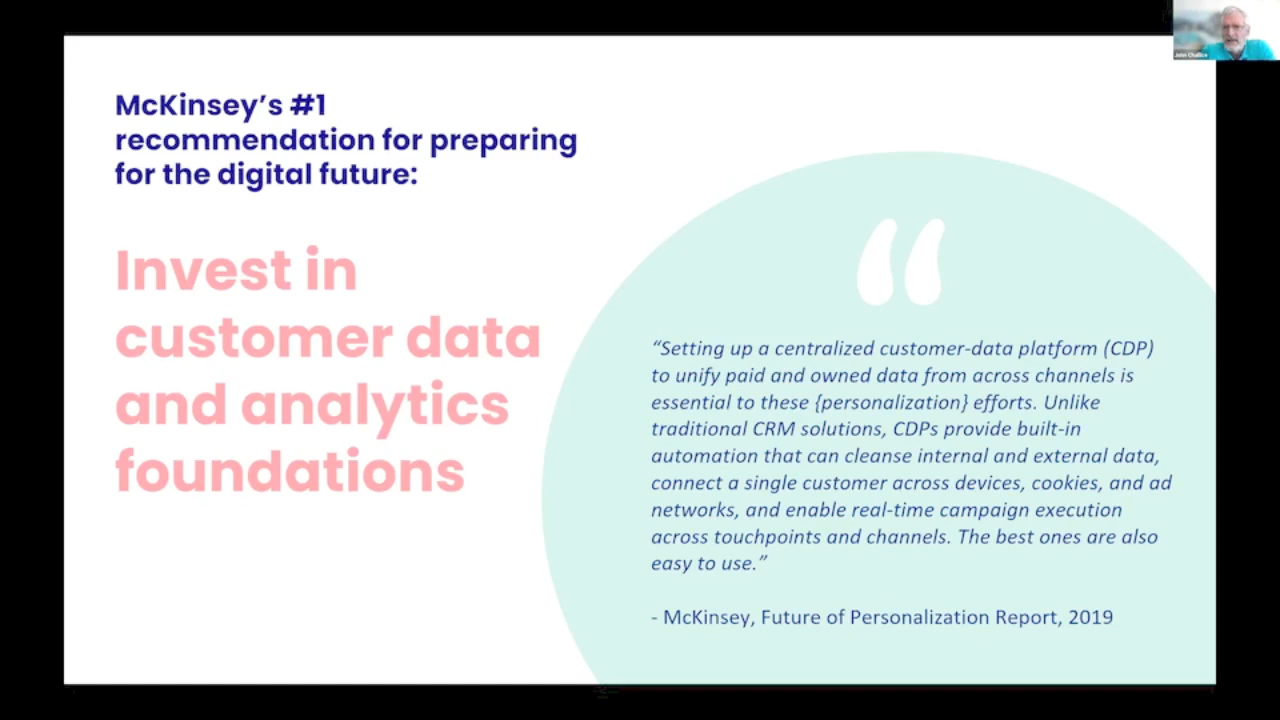 McKinsey’s #1
recommendation for preparing
for the digital future:
Invest in
customer data
and analytics
foundations
“
“Setting up a centralized customer-data platform (CDP)
to unify paid and owned data from across channels is
essential to these {personalization} efforts. Unlike
traditional CRM solutions, CDPs provide built-in
automation that can cleanse internal and external data,
connect a single customer across devices, cookies, and ad
networks, and enable real-time campaign execution
across touchpoints and channels. The best ones are also
easy to use.”
- McKinsey, Future of Personalization Report, 2019